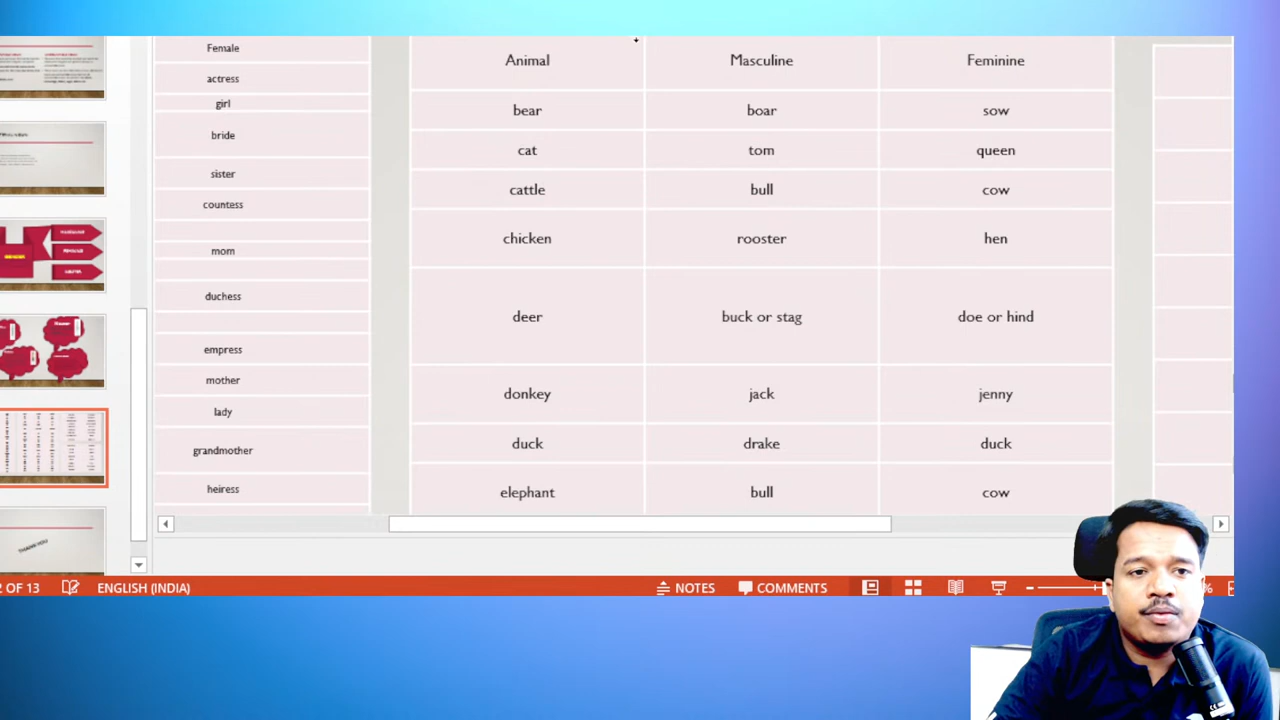 Female
actress
girl
bride
sister
countess
mom
duchess
empress
mother
lady
grandmother
heiress
Animal Masculine Feminine
bear boar sow
cat tom queen
cattle bull cow
chicken rooster hen
deer buck or stag doe or hind
donkey jack jenny
duck drake duck
elephant bull cow
OF 13 ENGLISH (INDIA) NOTES COMMENTS %